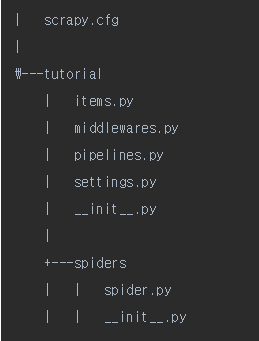 |   scrapy.cfg
|
₩---tutorial
    |   items.py
    |   middlewares.py
    |   pipelines.py
    |   settings.py
    |   __init__.py
    |
    +---spiders
    |   |   spider.py
    |   |   __init__.py